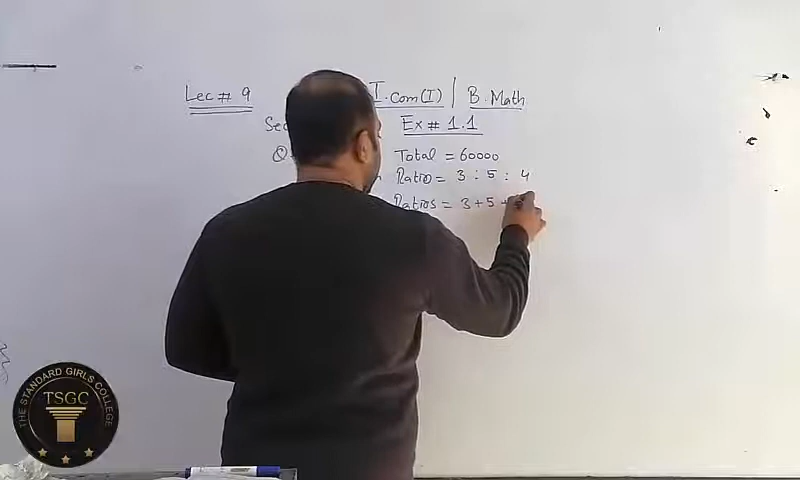 Lec # 9 I.Com(I) | B.Math
Ex # 1.1
Total = 60000
Ratio = 3 : 5 : 4
Ratios = 3 + 5 +
THE STANDARD GIRLS COLLEGE
TSGC